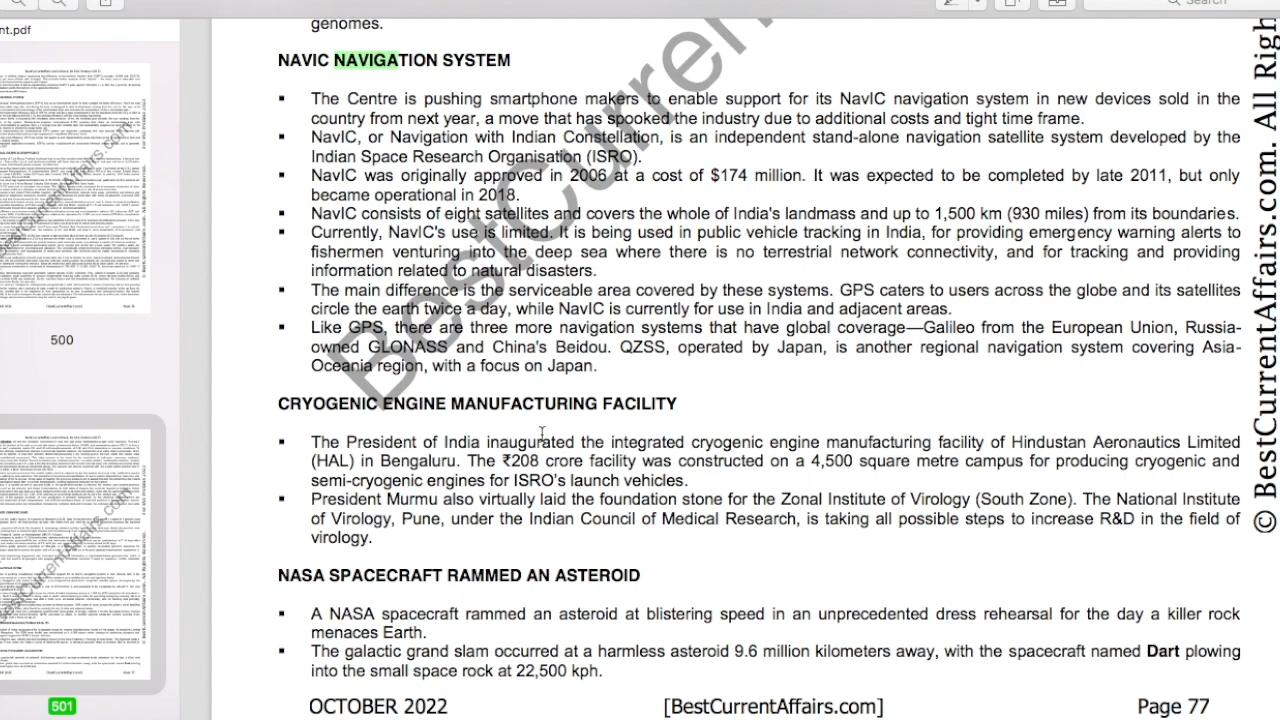 Search
nt.pdf
genomes.
NAVIC NAVIGATION SYSTEM
▪ The Centre is pushing smartphone makers to enable support for its NavIC navigation system in new devices sold in the
country from next year, a move that has spooked the industry due to additional costs and tight time frame.
▪ NavIC, or Navigation with Indian Constellation, is an independent stand-alone navigation satellite system developed by the
Indian Space Research Organisation (ISRO).
▪ NavIC was originally approved in 2006 at a cost of $174 million. It was expected to be completed by late 2011, but only
became operational in
▪ NavIC consists of eight satellites and covers the whole of India's landmass and up to 1,500 km (930 miles) from its boundaries.
▪ Currently, NavIC's use is limited. It is being used in public vehicle tracking in India, for providing emergency warning alerts to
fishermen venturing into the deep sea where there is no terrestrial network connectivity, and for tracking and providing
information related to natural disasters.
▪ The main difference is the serviceable area covered by these systems. GPS caters to users across the globe and its satellites
circle the earth twice a day, while NavIC is currently for use in India and adjacent areas.
▪ Like GPS, there are three more navigation systems that have global coverage—Galileo from the European Union, Russia-
owned GLONASS and China's Beidou. QZSS, operated by Japan, is another regional navigation system covering Asia-
Oceania region, with a focus on Japan.
CRYOGENIC ENGINE MANUFACTURING FACILITY
▪ The President of India inaugurated the integrated cryogenic engine manufacturing facility of Hindustan Aeronautics Limited
(HAL) in Bengaluru. The ₹208 crore facility was constructed in a 4,500 square metre campus for producing cryogenic and
semi-cryogenic engines for ISRO's launch vehicles.
▪ President Murmu also virtually laid the foundation stone for Zonal Institute of Virology (South Zone). The National Institute
of Virology, Pune, under the Indian Council of Medical Research, is taking all possible steps to increase R&D in the field of
virology.
NASA SPACECRAFT RAMMED AN ASTEROID
▪ A NASA spacecraft rammed an asteroid at blistering speed in an unprecedented dress rehearsal for the day a killer rock
menaces Earth.
▪ The galactic grand slam occurred at a harmless asteroid 9.6 million kilometers away, with the spacecraft named Dart plowing
into the small space rock at 22,500 kph.
OCTOBER 2022 [BestCurrentAffairs.com] Page 77
BestCurren
© BestCurrentAffairs.com. All Righ
500
501